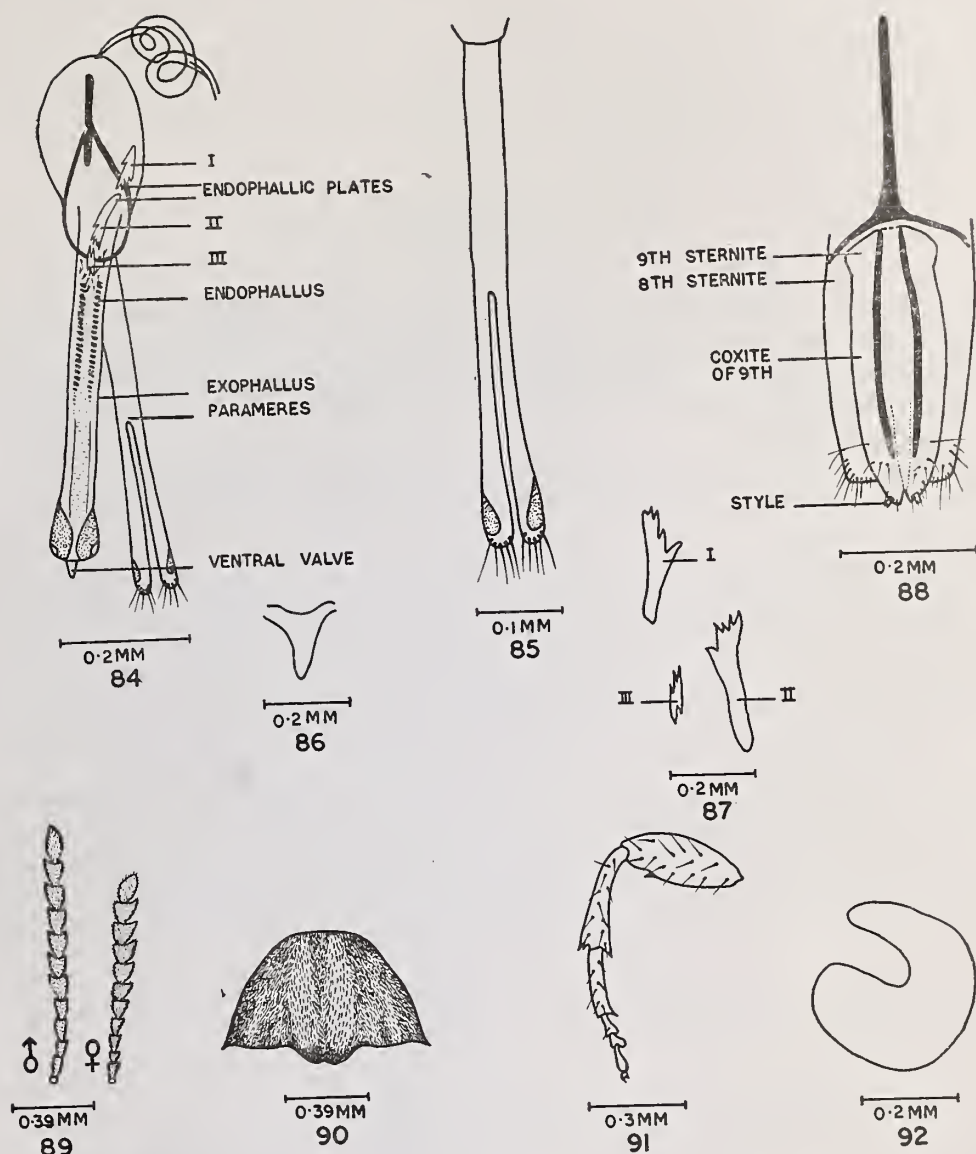 I
ENDOPHALLIC PLATES
II
III
ENDOPHALLUS
EXOPHALLUS
PARAMERES
VENTRAL VALVE
0·2MM
84
0·1MM
85
0·2MM
86
I
III
II
0·2MM
87
9TH STERNITE
8TH STERNITE
COXITE
OF 9TH
STYLE
0·2MM
88
♂
♀
0·39MM
89
0·39MM
90
0·3MM
91
0·2MM
92